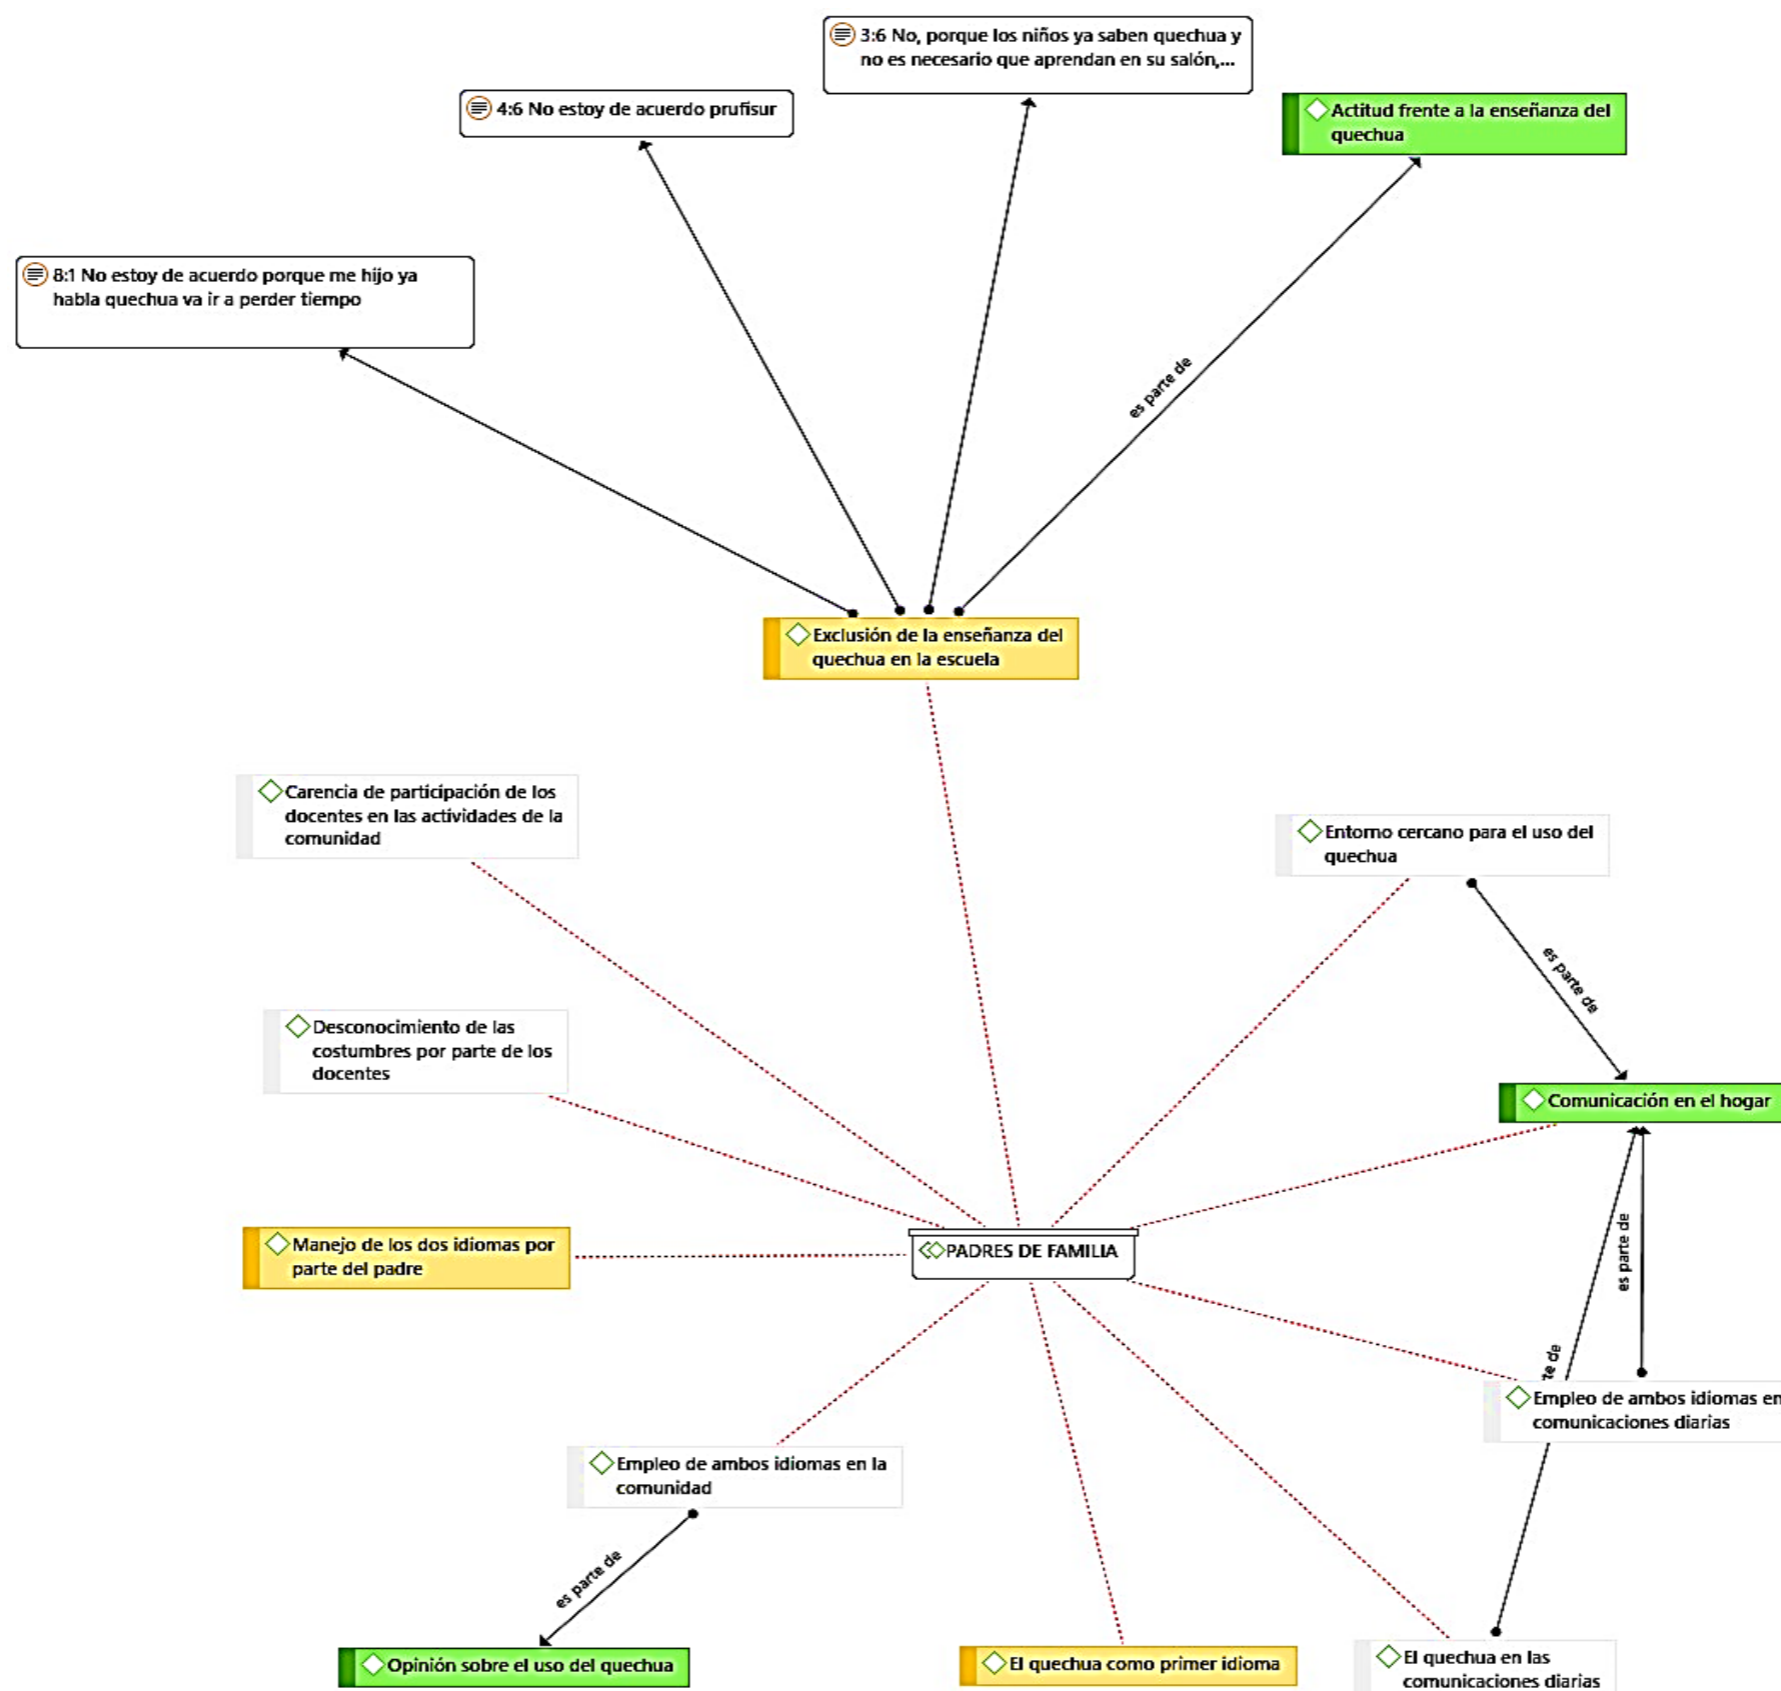 3:6 No, porque los niños ya saben quechua y
no es necesario que aprendan en su salón,...
4:6 No estoy de acuerdo prufisur
Actitud frente a la enseñanza del
quechua
8:1 No estoy de acuerdo porque me hijo ya
habla quechua va ir a perder tiempo
es parte de
Exclusión de la enseñanza del
quechua en la escuela
Carencia de participación de los
docentes en las actividades de la
comunidad
Entorno cercano para el uso del
quechua
es parte de
Desconocimiento de las
costumbres por parte de los
docentes
Comunicación en el hogar
Manejo de los dos idiomas por
parte del padre
PADRES DE FAMILIA
es parte de
te de
Empleo de ambos idiomas en
comunicaciones diarias
Empleo de ambos idiomas en la
comunidad
es parte de
Opinión sobre el uso del quechua
El quechua como primer idioma
El quechua en las
comunicaciones diarias